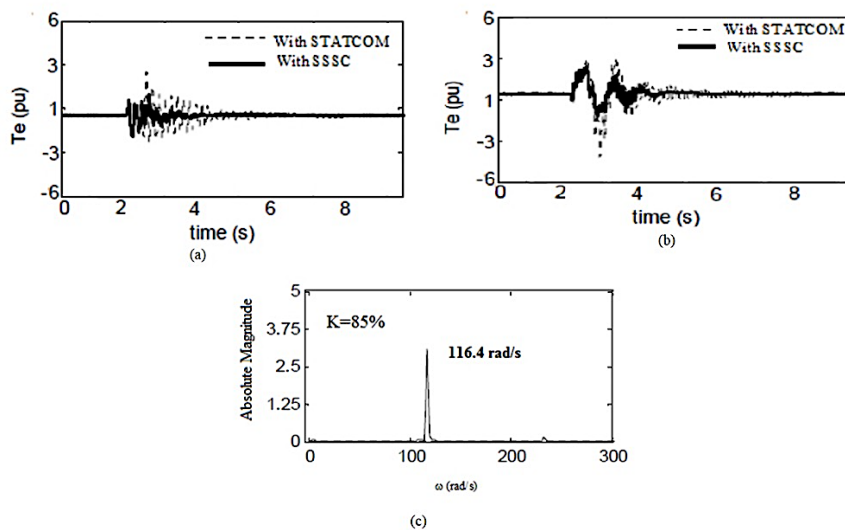 6
3
1
-3
-6
Te (pu)
With STATCOM
With SSSC
0
2
4
6
8
time (s)
(a)
6
3
1
-3
-6
Te (pu)
With STATCOM
With SSSC
0
2
4
6
8
time (s)
(b)
5
3.75
2.5
1.25
0
Absolute Magnitude
K=85%
116.4 rad/s
0
100
200
300
ω (rad/s)
(c)